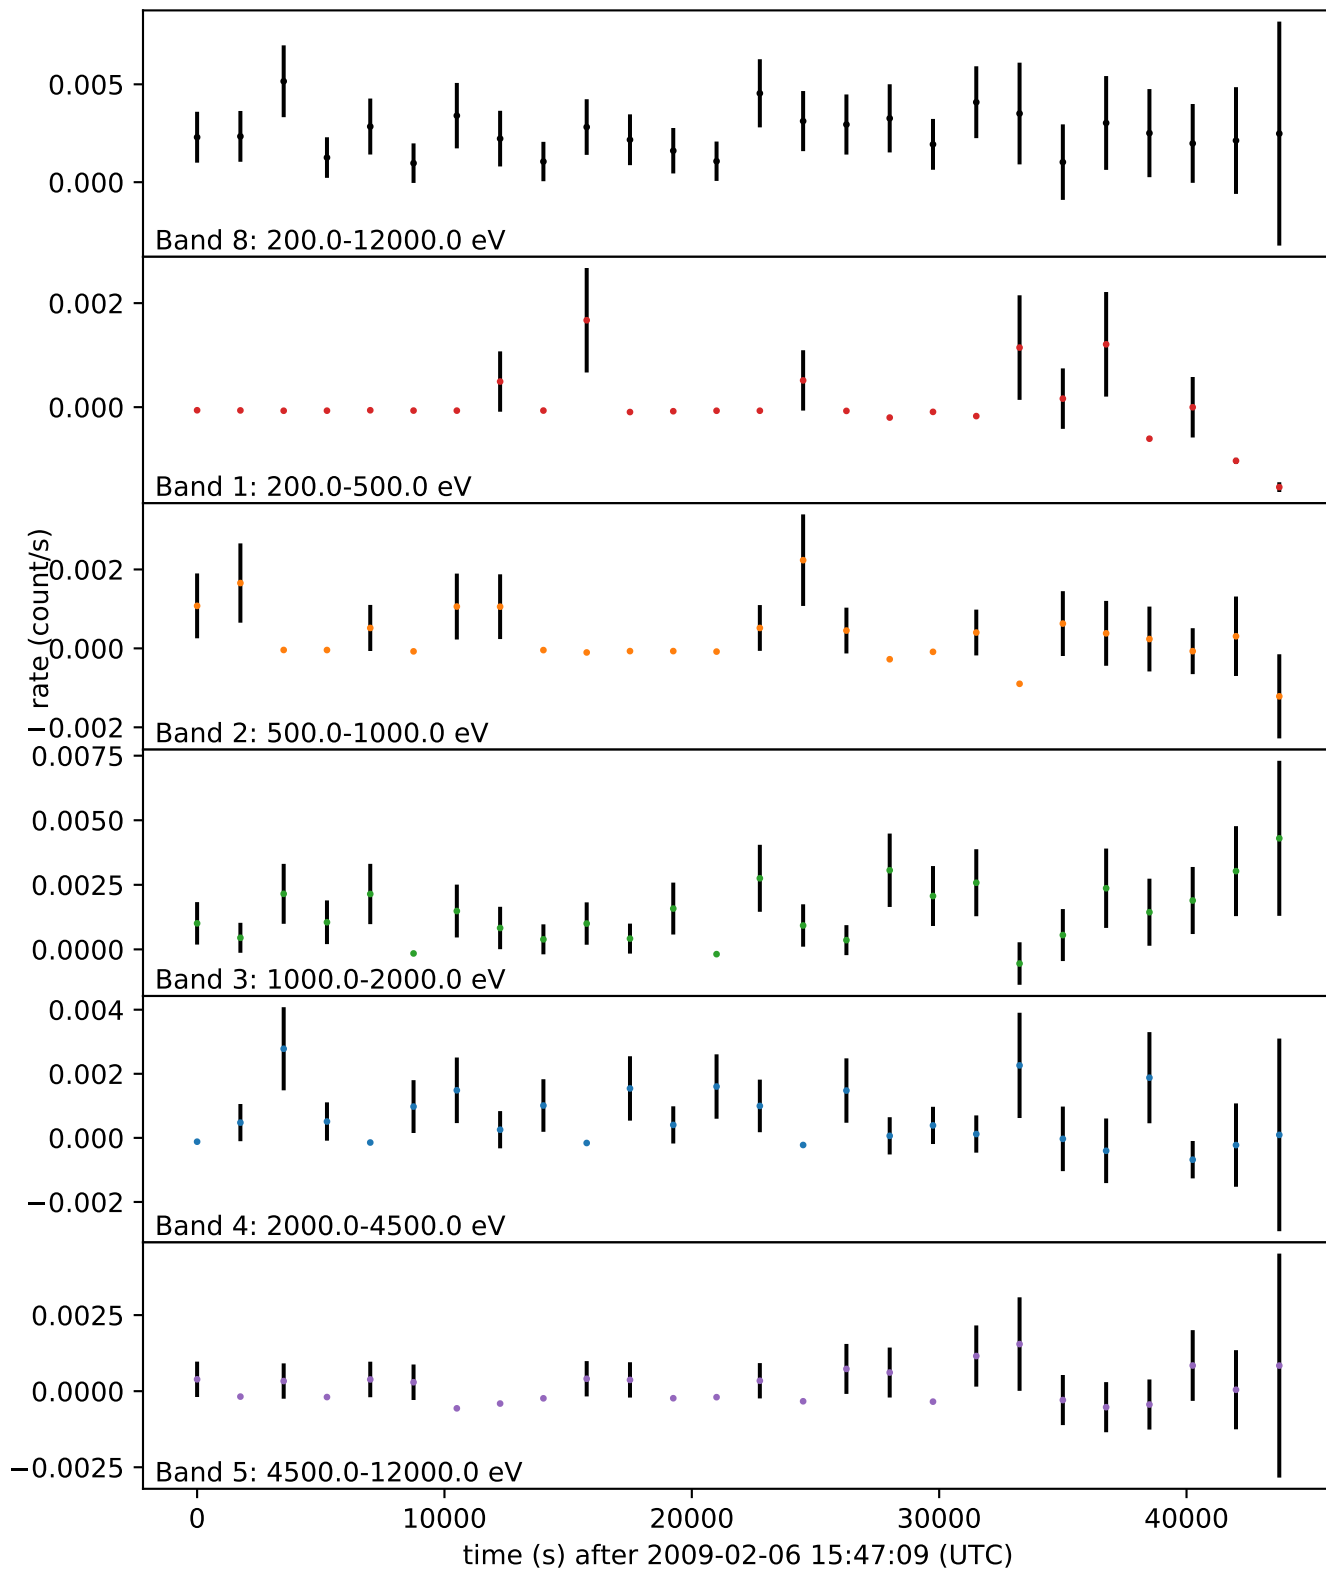 0.005
0.000
Band 8: 200.0-12000.0 eV
0.002
0.000
Band 1: 200.0-500.0 eV
rate (count/s)
0.002
0.000
−0.002
Band 2: 500.0-1000.0 eV
0.0075
0.0050
0.0025
0.0000
Band 3: 1000.0-2000.0 eV
0.004
0.002
0.000
−0.002
Band 4: 2000.0-4500.0 eV
0.0025
0.0000
−0.0025
Band 5: 4500.0-12000.0 eV
0 10000 20000 30000 40000
time (s) after 2009-02-06 15:47:09 (UTC)